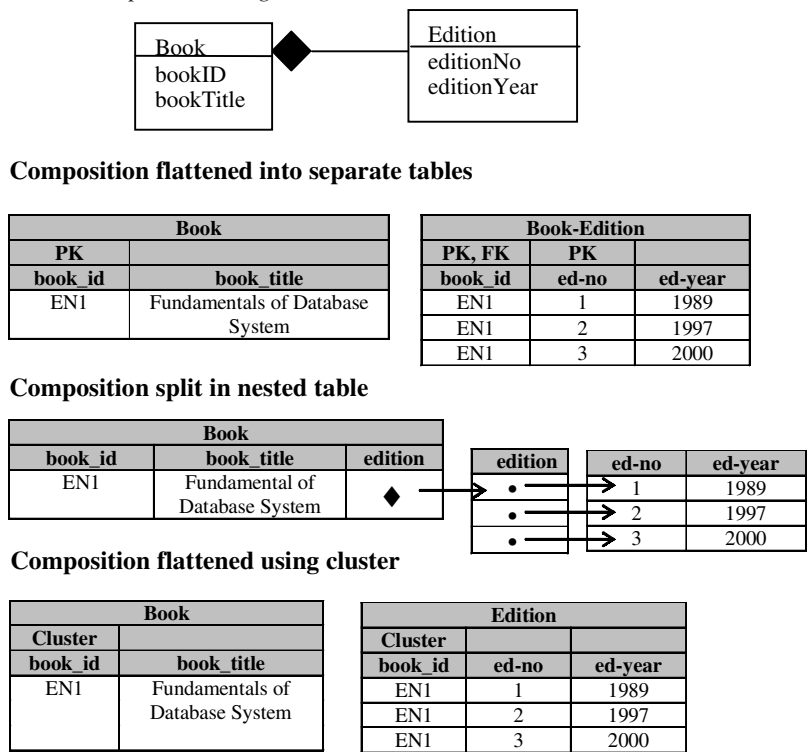 Book
bookID
bookTitle
Edition
editionNo
editionYear
Composition flattened into separate tables
Book
PK
book_id book_title
EN1 Fundamentals of Database
System
Book-Edition
PK, FK PK
book_id ed-no ed-year
EN1 1 1989
EN1 2 1997
EN1 3 2000
Composition split in nested table
Book
book_id book_title edition
EN1 Fundamental of
Database System
edition
ed-no ed-year
1 1989
2 1997
3 2000
Composition flattened using cluster
Book
Cluster
book_id book_title
EN1 Fundamentals of
Database System
Edition
Cluster
book_id ed-no ed-year
EN1 1 1989
EN1 2 1997
EN1 3 2000